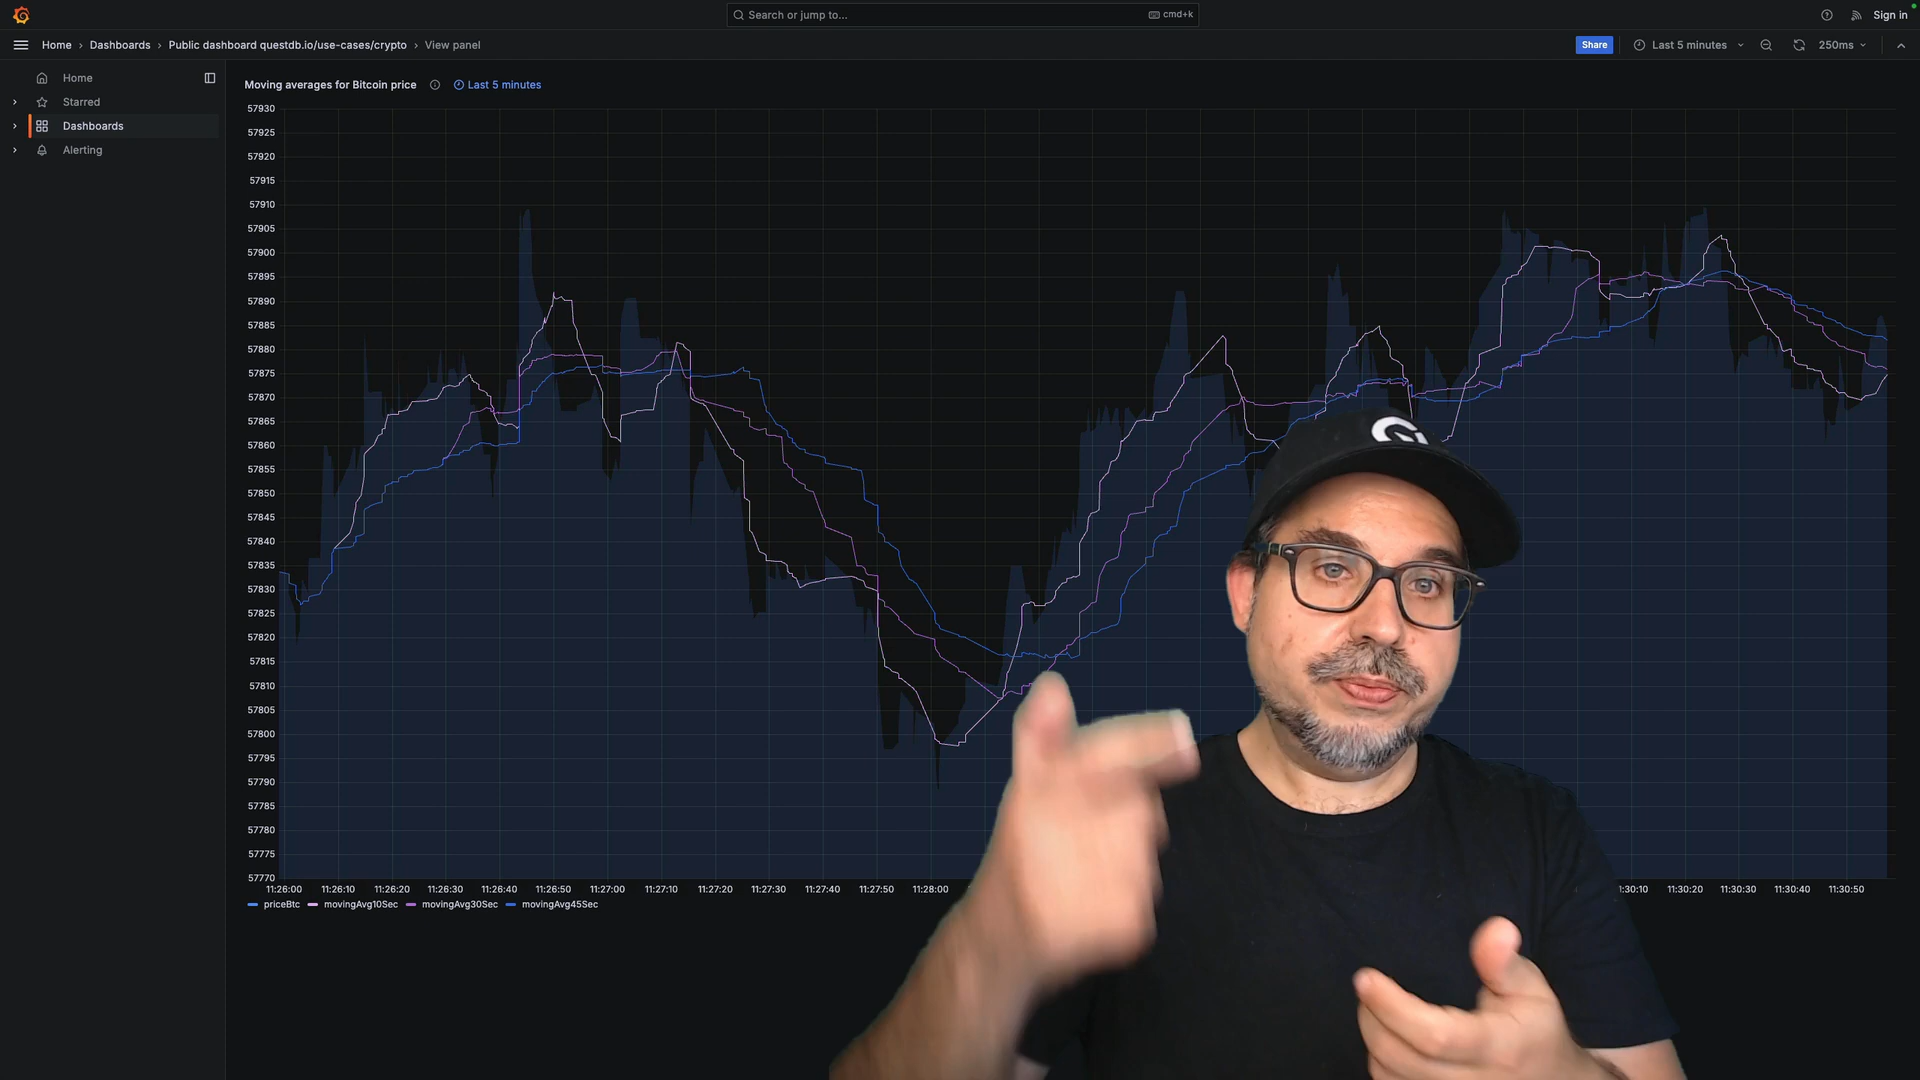 Search or jump to...
cmd+k
Sign in
Home › Dashboards › Public dashboard questdb.io/use-cases/crypto › View panel
Share
Last 5 minutes
250ms
Home
Starred
Dashboards
Alerting
Moving averages for Bitcoin price
Last 5 minutes
57930
57925
57920
57915
57910
57905
57900
57895
57890
57885
57880
57875
57870
57865
57860
57855
57850
57845
57840
57835
57830
57825
57820
57815
57810
57805
57800
57795
57790
57785
57780
57775
57770
11:26:00 11:26:10 11:26:20 11:26:30 11:26:40 11:26:50 11:27:00 11:27:10 11:27:20 11:27:30 11:27:40 11:27:50 11:28:00 1:30:10 11:30:20 11:30:30 11:30:40 11:30:50
priceBtc movingAvg10Sec movingAvg30Sec movingAvg45Sec